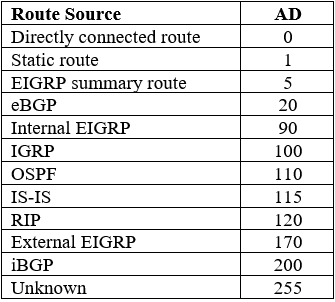 Route Source AD
Directly connected route 0
Static route 1
EIGRP summary route 5
eBGP 20
Internal EIGRP 90
IGRP 100
OSPF 110
IS-IS 115
RIP 120
External EIGRP 170
iBGP 200
Unknown 255